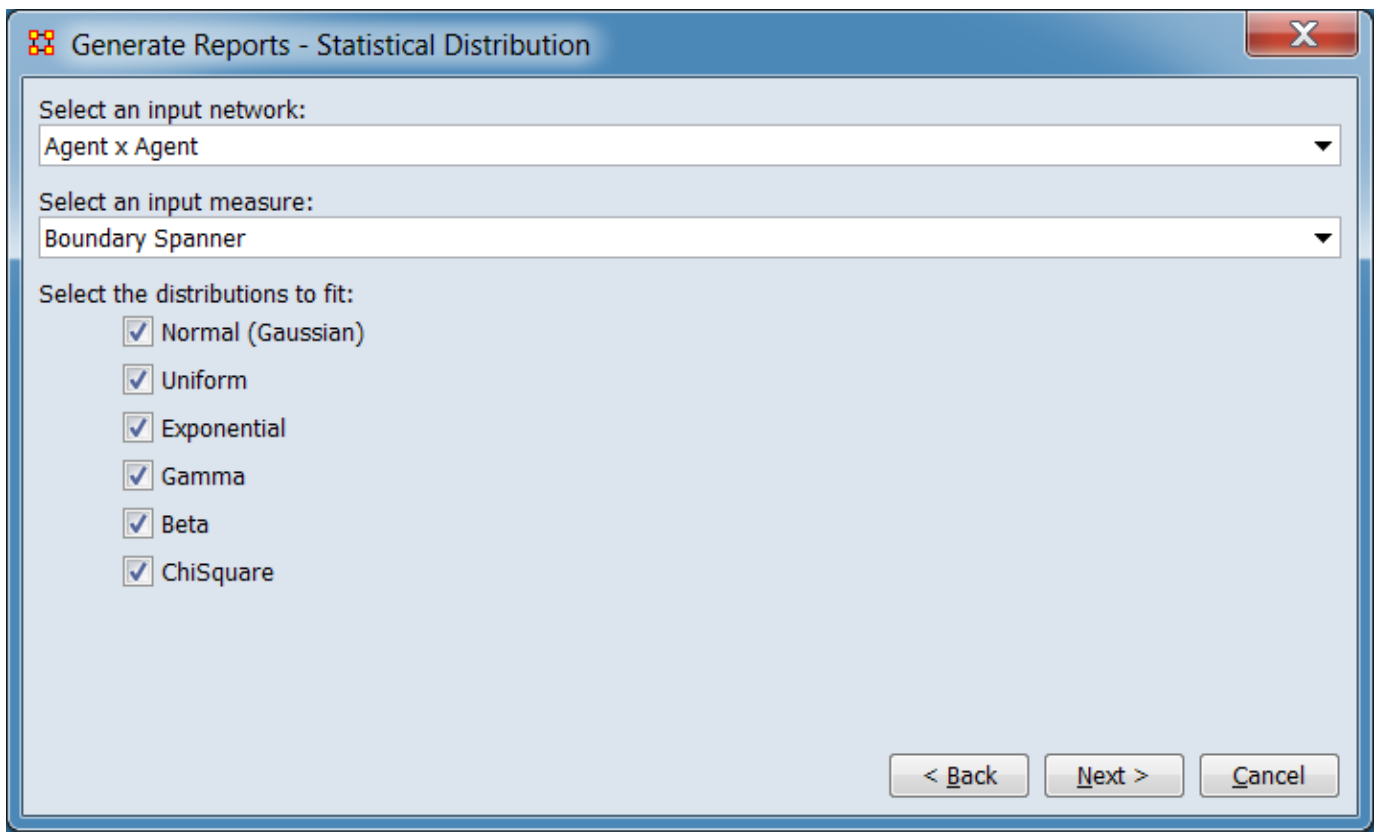 Generate Reports - Statistical Distribution
X
Select an input network:
Agent x Agent
Select an input measure:
Boundary Spanner
Select the distributions to fit:
Normal (Gaussian)
Uniform
Exponential
Gamma
Beta
ChiSquare
< Back Next > Cancel